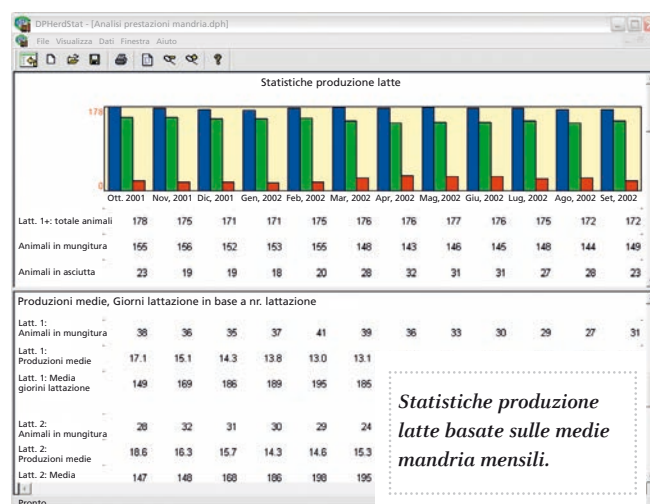 DPHerdStat - [Analisi prestazioni mandria.dph]
File Visualizza Dati Finestra Aiuto
Statistiche produzione latte
178
0
Ott. 2001 Nov, 2001 Dic, 2001 Gen, 2002 Feb, 2002 Mar, 2002 Apr, 2002 Mag, 2002 Giu, 2002 Lug, 2002 Ago, 2002 Set, 2002
Latt. 1+: totale animali 178 175 171 171 175 176 176 177 176 175 172 172
Animali in mungitura 155 156 152 153 155 148 143 146 145 148 144 149
Animali in asciutta 23 19 19 18 20 28 32 31 31 27 28 23
Produzioni medie, Giorni lattazione in base a nr. lattazione
Latt. 1:
Animali in mungitura 38 36 35 37 41 39 36 33 30 29 27 31
Latt. 1:
Produzioni medie 17.1 15.1 14.3 13.8 13.0 13.1
Latt. 1: Media
giorini lattazione 149 169 186 189 195 185
Latt. 2:
Animali in mungitura 28 32 31 30 29 24
Latt. 2:
Produzioni medie 18.6 16.3 15.7 14.3 14.6 15.3
Latt. 2: Media 147 148 168 186 198 195
Pronto
Statistiche produzione
latte basate sulle medie
mandria mensili.